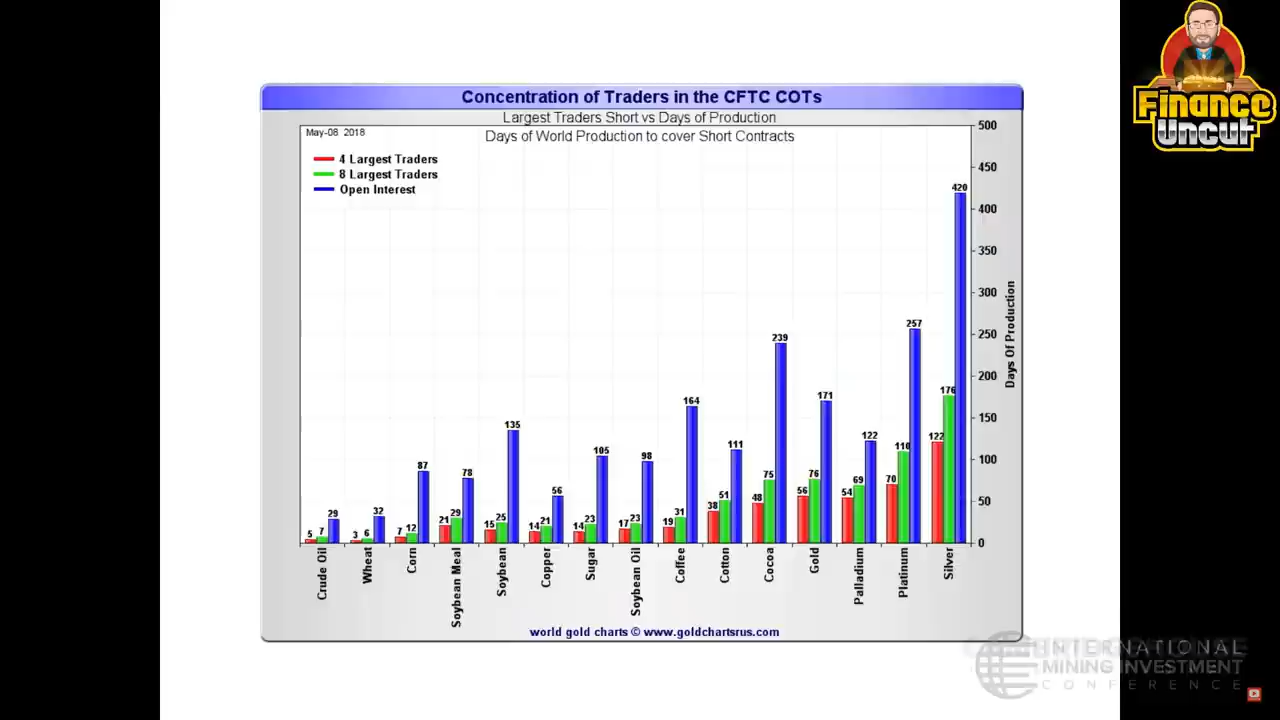 Finance
Uncut
Concentration of Traders in the CFTC COTs
Largest Traders Short vs Days of Production
Days of World Production to cover Short Contracts
May-08 2018
4 Largest Traders
8 Largest Traders
Open Interest
500
450
400
350
300
250
200
150
100
50
0
Days Of Production
5 7 29
3 6 32
7 12 87
21 29 78
15 25 135
14 21 56
14 23 105
17 23 98
19 31 164
38 51 111
48 75 239
56 76 171
54 69 122
70 110 257
122 176 420
Crude Oil
Wheat
Corn
Soybean Meal
Soybean
Copper
Sugar
Soybean Oil
Coffee
Cotton
Cocoa
Gold
Palladium
Platinum
Silver
world gold charts © www.goldchartsrus.com
INTERNATIONAL
MINING INVESTMENT
CONFERENCE